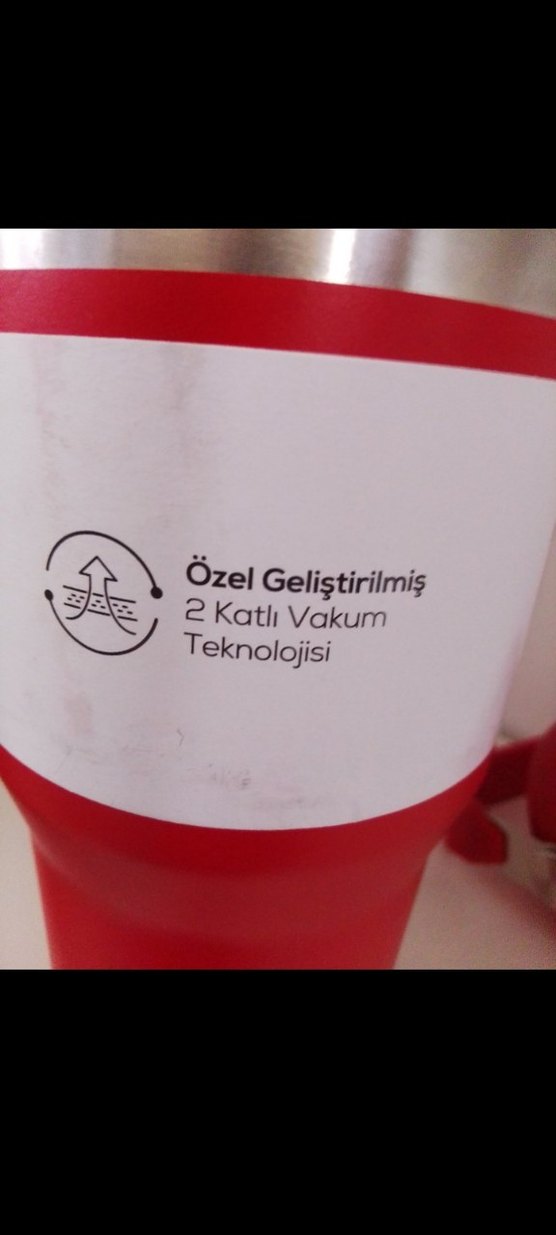 Özel Geliştirilmiş
2 Katlı Vakum
Teknolojisi